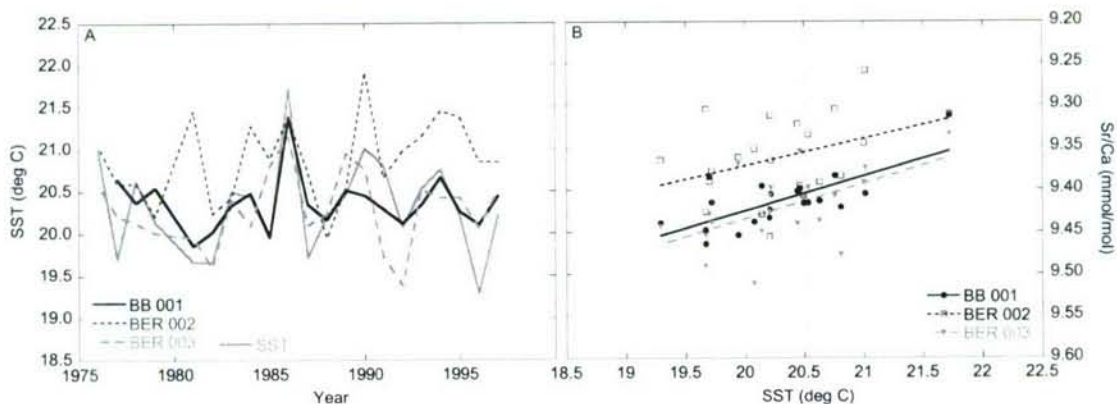 A
SST (deg C)
22.5
22.0
21.5
21.0
20.5
20.0
19.5
19.0
18.5
BB 001
BER 002
BER 003
SST
1975
1980
1985
1990
1995
Year
B
BB 001
BER 002
BER 003
18.5
19
19.5
20
20.5
21
21.5
22
22.5
SST (deg C)
9.20
9.25
9.30
9.35
9.40
9.45
9.50
9.55
9.60
Sr/Ca (mmol/mol)